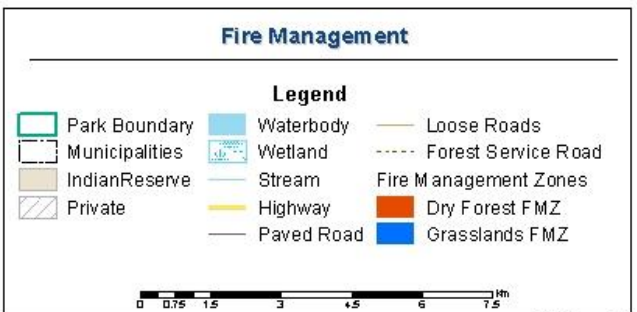 Fire Management
Legend
Park Boundary
Municipalities
IndianReserve
Private
Waterbody
Wetland
Stream
Highway
Paved Road
Loose Roads
Forest Service Road
Fire Management Zones
Dry Forest FMZ
Grasslands FMZ
0 0.75 1.5 3 4.5 6 7.5 Km